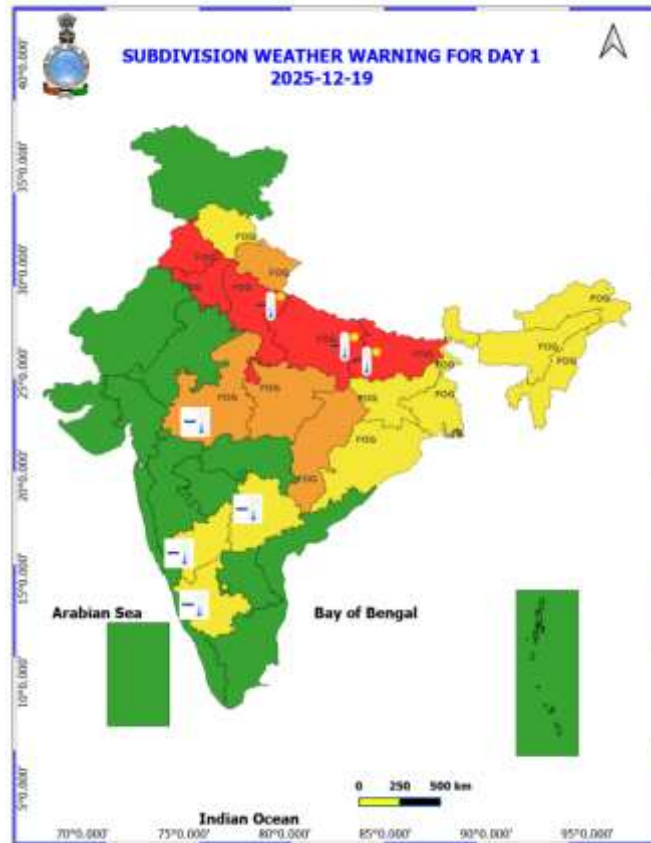 SUBDIVISION WEATHER WARNING FOR DAY 1
2025-12-19
40°0.000'
35°0.000'
FOG
FOG
30°0.000'
FOG
FOG
FOG
FOG
FOG
FOG
FOG
FOG
25°0.000'
FOG
FOG
FOG
FOG
FOG
FOG
20°0.000'
FOG
15°0.000'
Arabian Sea
Bay of Bengal
10°0.000'
5°0.000'
0 250 500 km
Indian Ocean
70°0.000' 75°0.000' 80°0.000' 85°0.000' 90°0.000' 95°0.000'